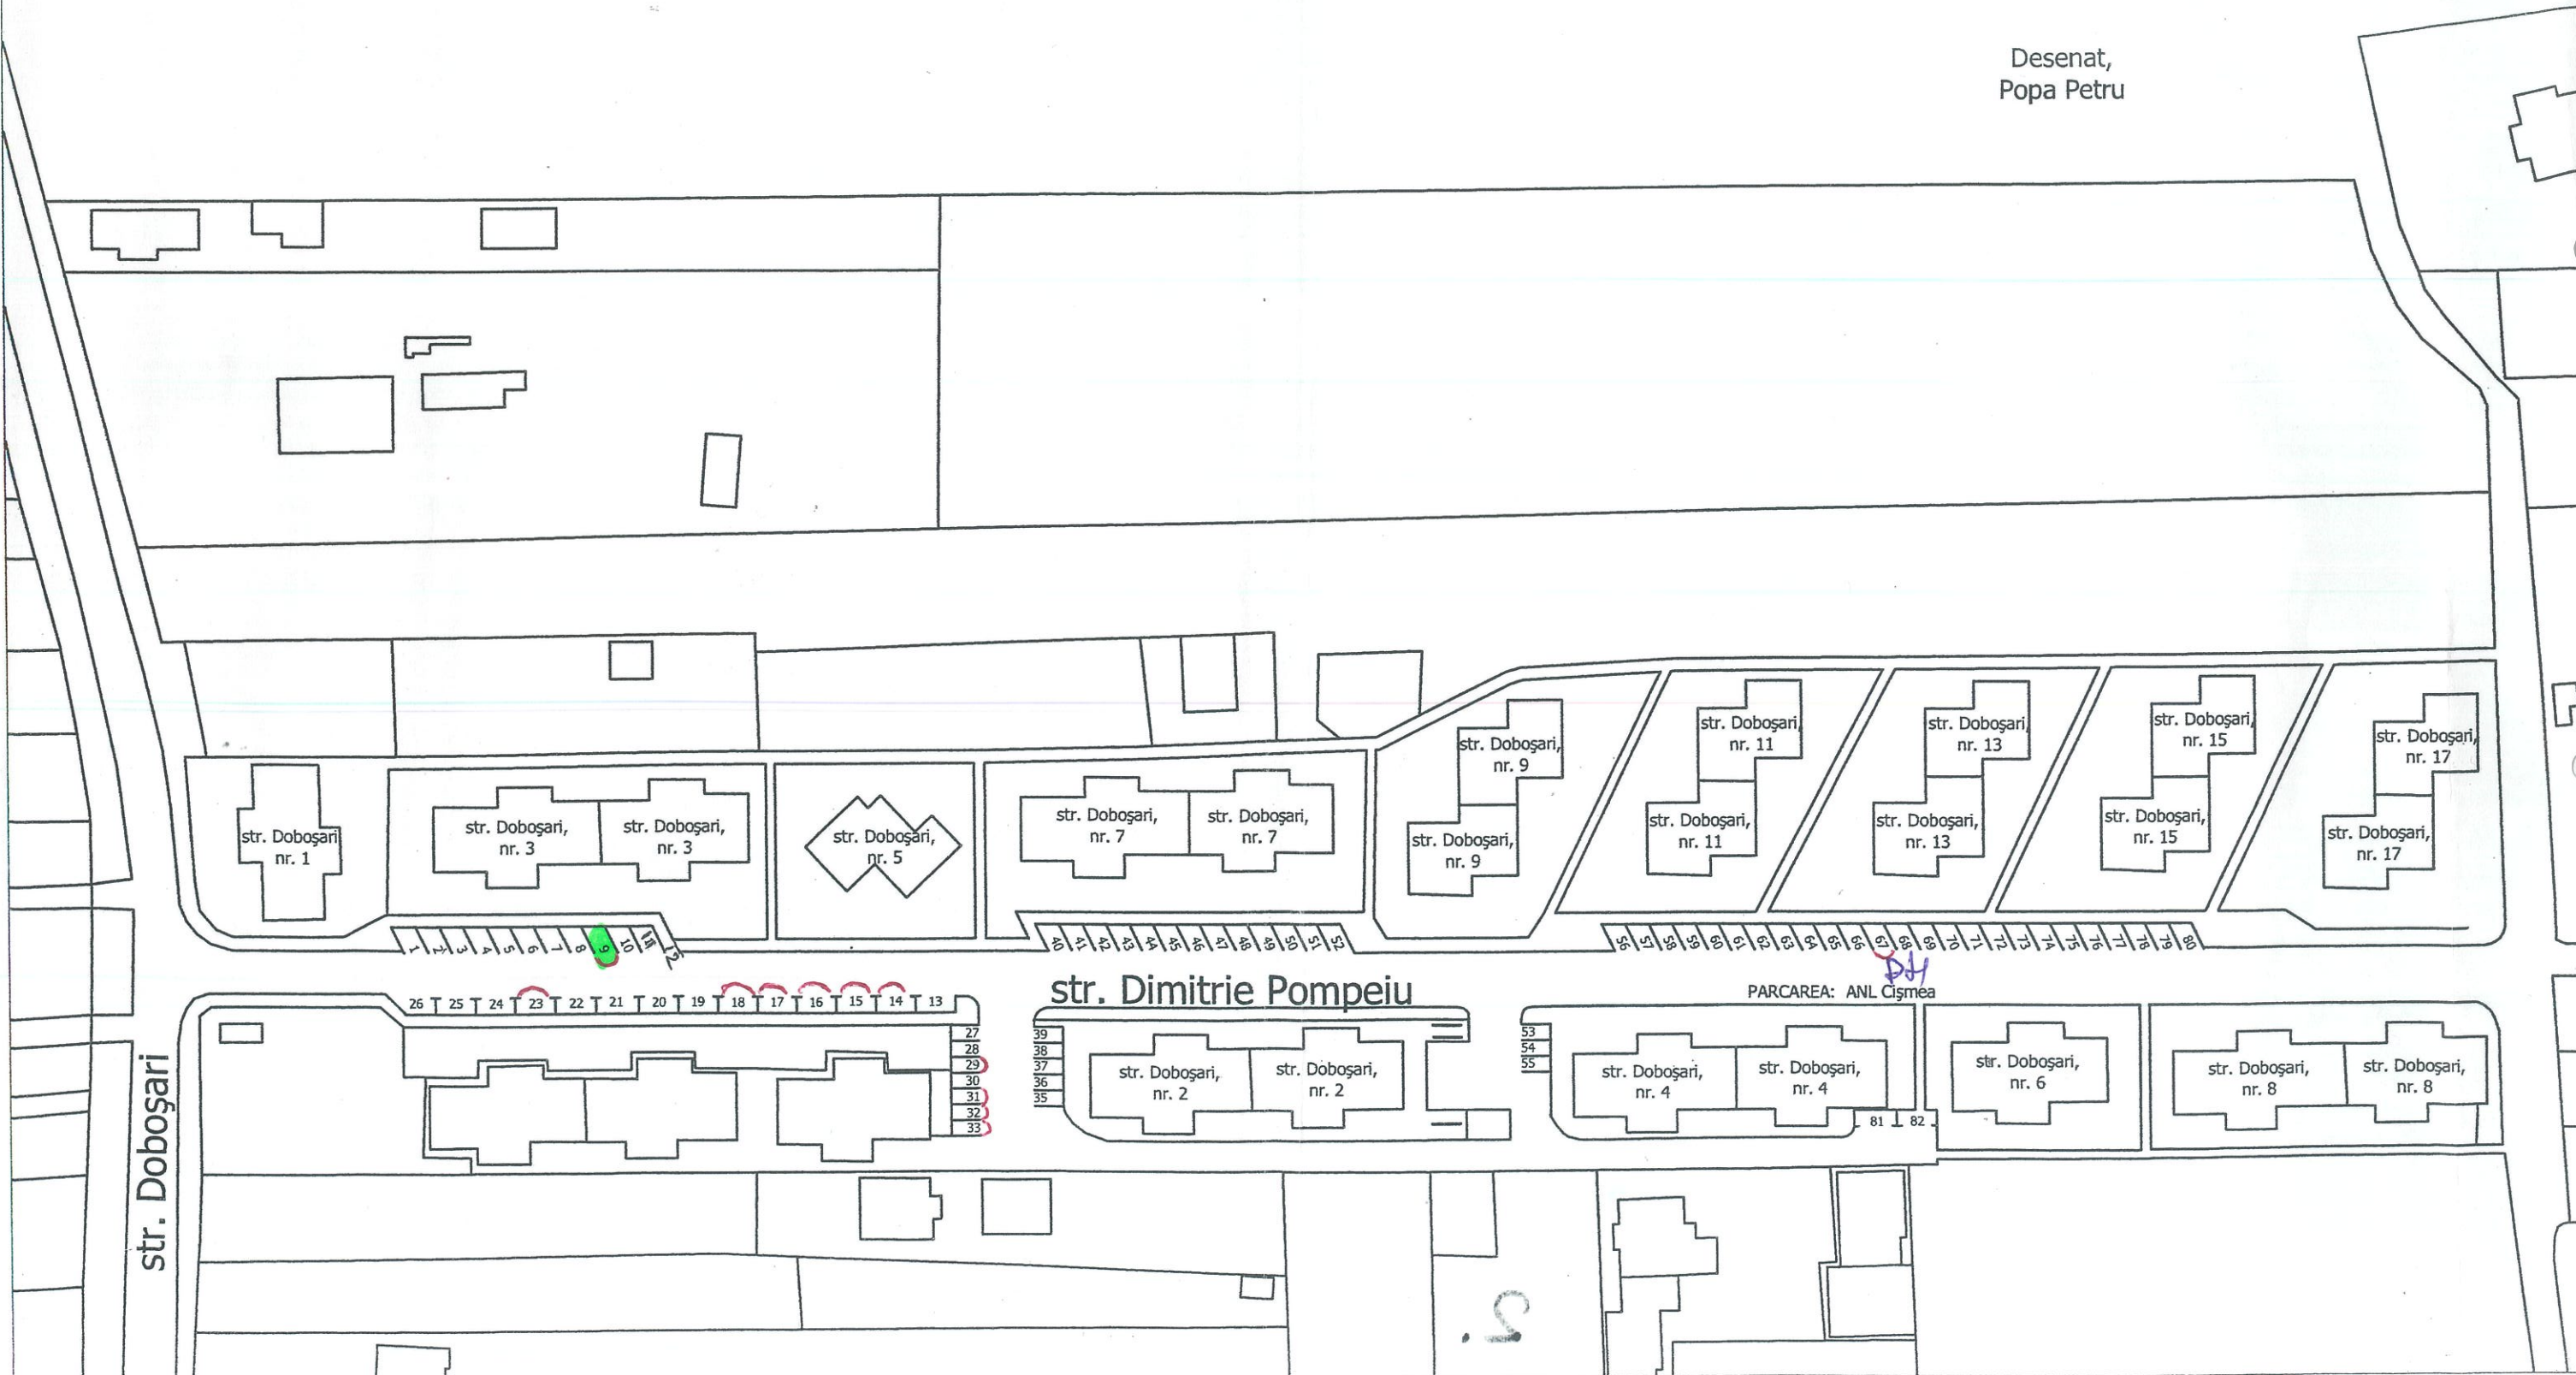 Desenat,
Popa Petru
str. Doboşari,
nr. 9
str. Doboşari,
nr. 11
str. Doboşari,
nr. 13
str. Doboşari,
nr. 15
str. Doboşari,
nr. 17
str. Doboşari
nr. 1
str. Doboşari,
nr. 3
str. Doboşari,
nr. 3
str. Doboşari,
nr. 5
str. Doboşari,
nr. 7
str. Doboşari,
nr. 7
str. Doboşari,
nr. 9
str. Doboşari,
nr. 11
str. Doboşari,
nr. 13
str. Doboşari,
nr. 15
str. Doboşari,
nr. 17
1 2 3 4 5 6 7 8 9 10 11 12
40 41 42 43 44 45 46 47 48 49 50 51 52
56 57 58 59 60 61 62 63 64 65 66 67 68 69 70 71 72 73 74 75 76 77 78 79 80
PH
26 25 24 23 22 21 20 19 18 17 16 15 14 13
str. Dimitrie Pompeiu
PARCAREA: ANL Cişmea
27
28
29
30
31
32
33
39
38
37
36
35
53
54
55
str. Doboşari,
nr. 2
str. Doboşari,
nr. 2
str. Doboşari,
nr. 4
str. Doboşari,
nr. 4
str. Doboşari,
nr. 6
str. Doboşari,
nr. 8
str. Doboşari,
nr. 8
81 82
str. Doboşari